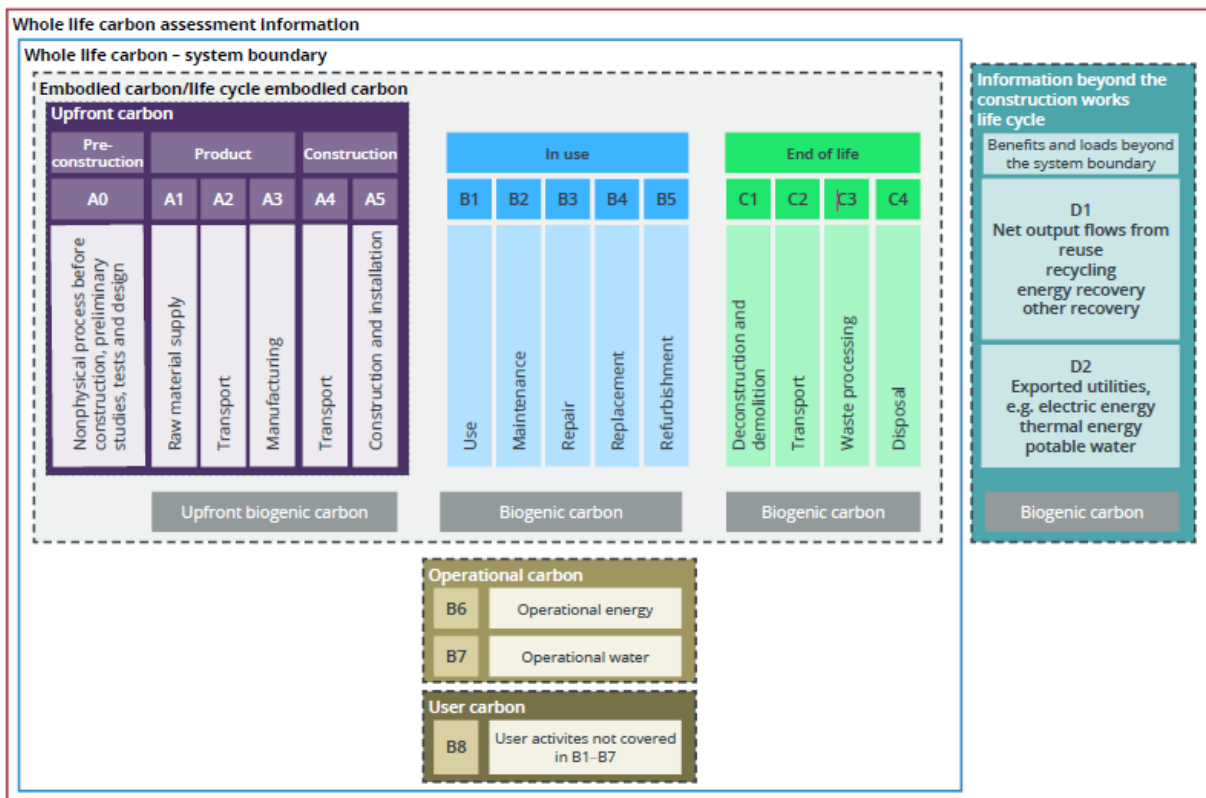 Whole life carbon assessment information
Whole life carbon – system boundary
Embodied carbon/life cycle embodied carbon
Upfront carbon
Pre-
construction
Product
Construction
In use
End of life
A0
A1
A2
A3
A4
A5
B1
B2
B3
B4
B5
C1
C2
C3
C4
Nonphysical process before
construction, preliminary
studies, tests and design
Raw material supply
Transport
Manufacturing
Transport
Construction and installation
Use
Maintenance
Repair
Replacement
Refurbishment
Deconstruction and
demolition
Transport
Waste processing
Disposal
Upfront biogenic carbon
Biogenic carbon
Biogenic carbon
Operational carbon
B6
Operational energy
B7
Operational water
User carbon
B8
User activites not covered
in B1–B7
Information beyond the
construction works
life cycle
Benefits and loads beyond
the system boundary
D1
Net output flows from
reuse
recycling
energy recovery
other recovery
D2
Exported utilities,
e.g. electric energy
thermal energy
potable water
Biogenic carbon